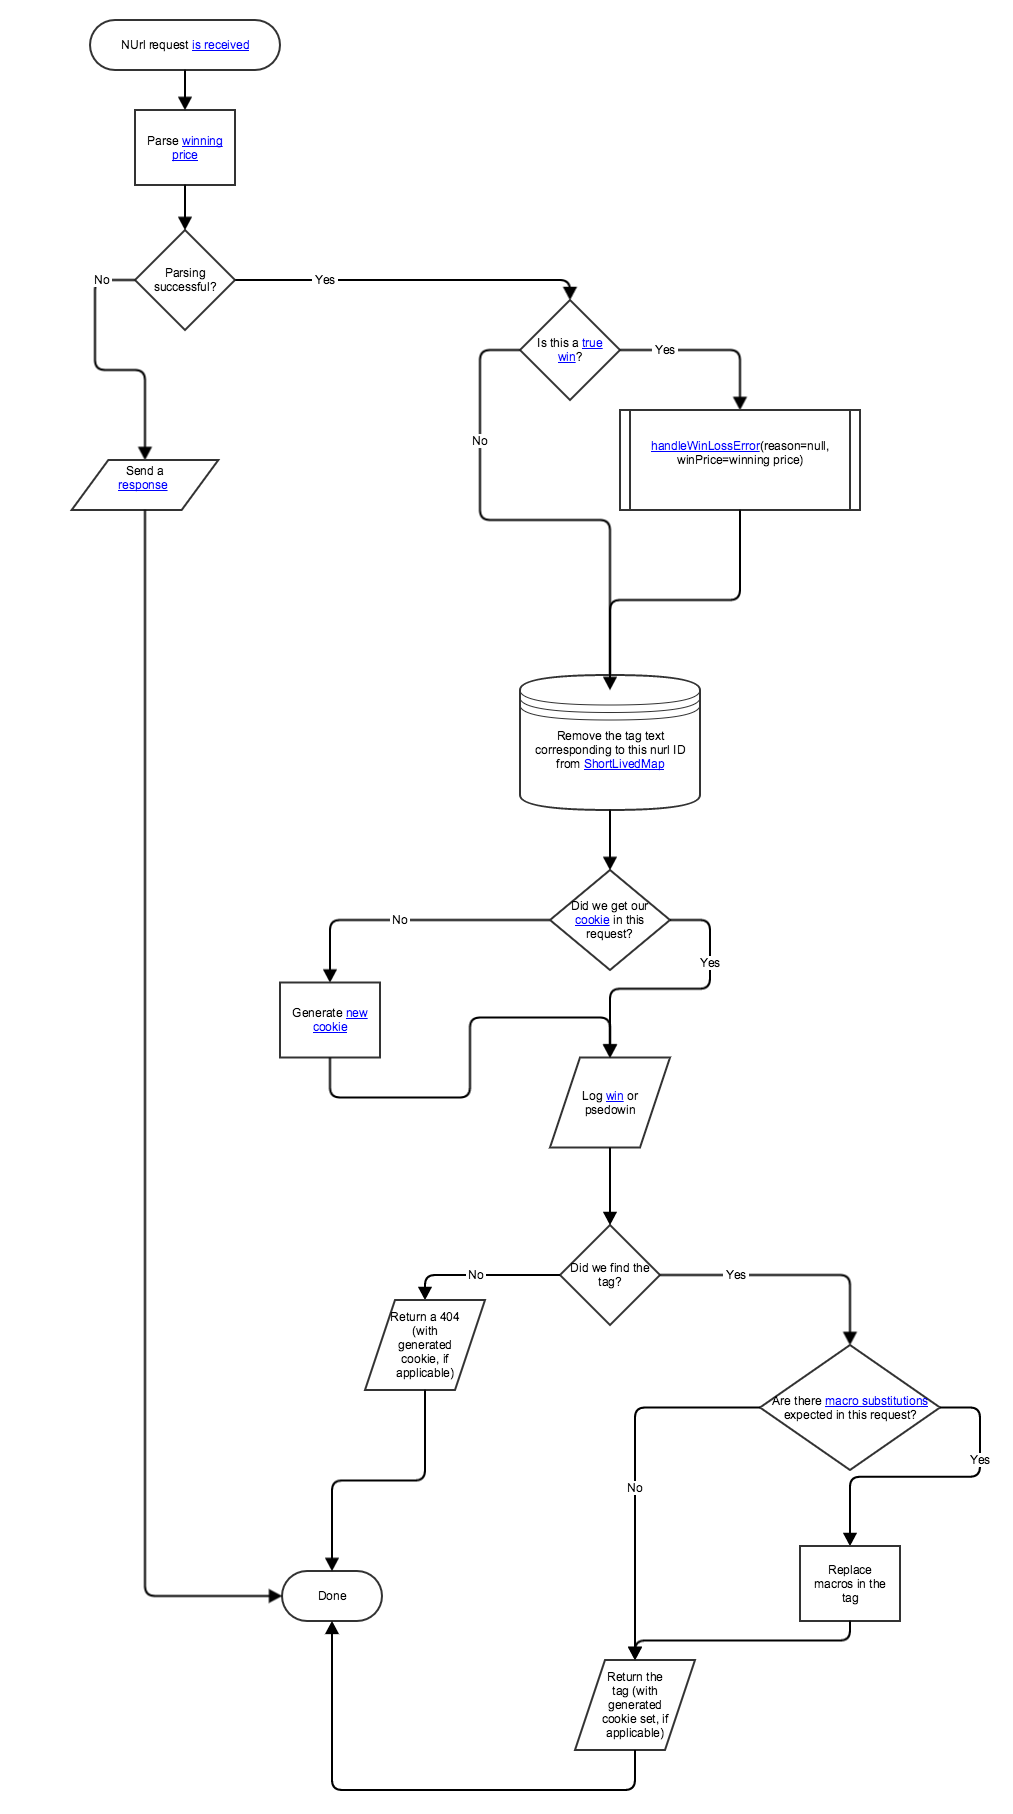 NUrl request is received
Parse winning
price
Parsing
successful?
No
Yes
Is this a true
win?
Yes
No
handleWinLossError(reason=null,
winPrice=winning price)
Send a
response
Remove the tag text
corresponding to this nurl ID
from ShortLivedMap
Did we get our
cookie in this
request?
No
Yes
Generate new
cookie
Log win or
psedowin
Did we find the
tag?
No
Yes
Return a 404
(with
generated
cookie, if
applicable)
Are there macro substitutions
expected in this request?
Yes
No
Replace
macros in the
tag
Done
Return the
tag (with
generated
cookie set, if
applicable)